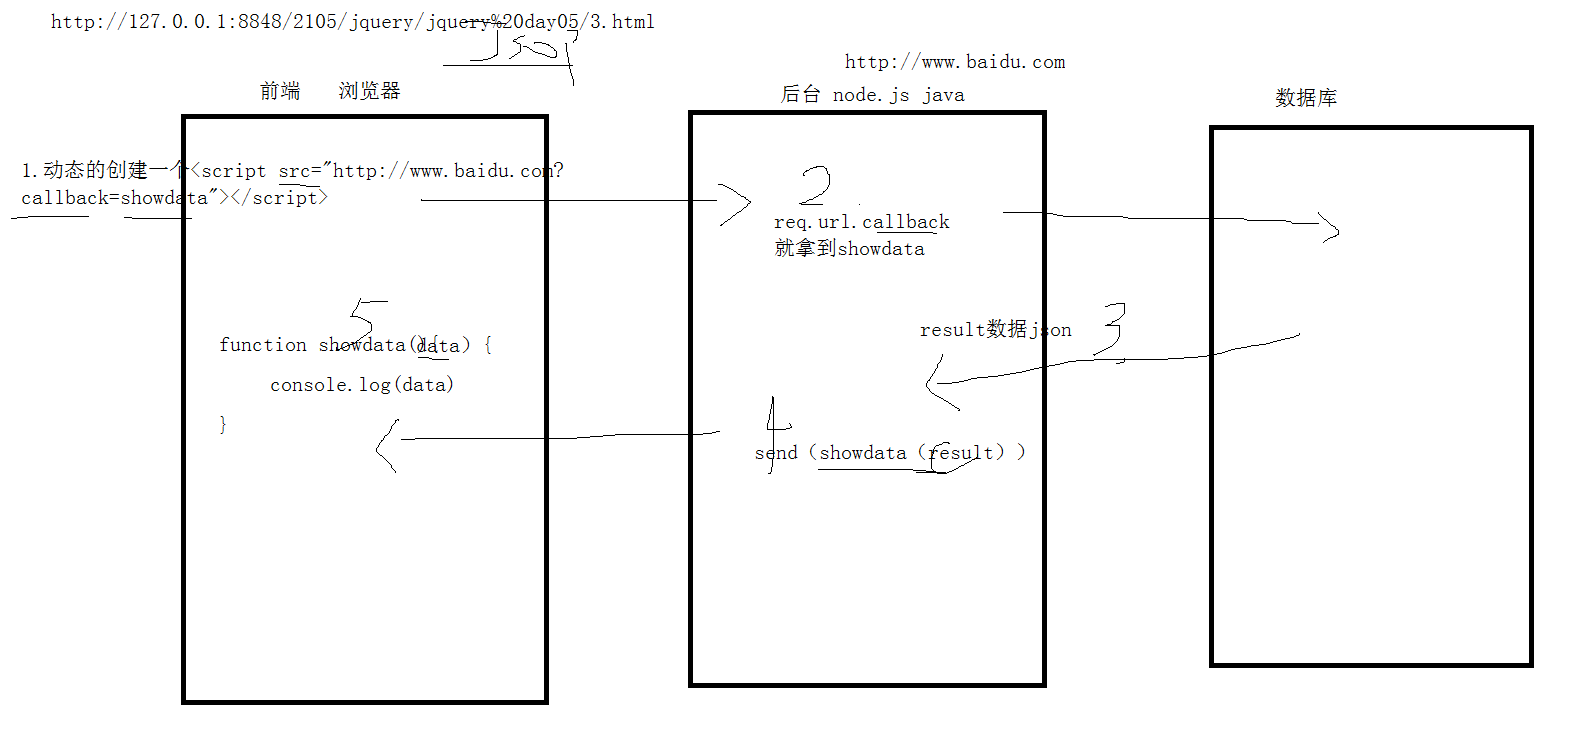 http://127.0.0.1:8848/2105/jquery/jquery%20day05/3.html
Jsonp
http://www.baidu.com
前端 浏览器
后台 node.js java
数据库
1.动态的创建一个<script src="http://www.baidu.com?
callback=showdata"></script>
2
req.url.callback
就拿到showdata
5
function showdata(data) {
console.log(data)
}
result数据json
3
4
send（showdata（result））